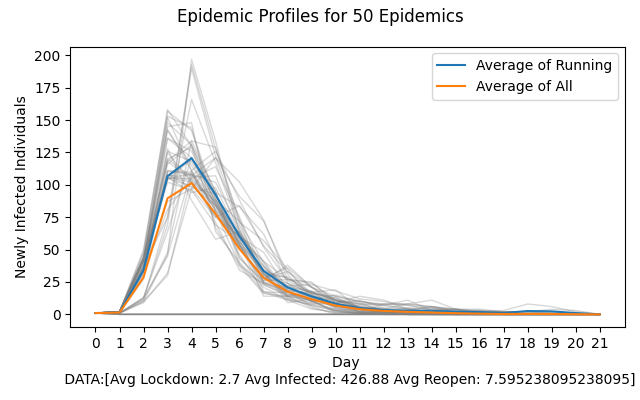 Epidemic Profiles for 50 Epidemics
Newly Infected Individuals
200
175
150
125
100
75
50
25
0
Average of Running
Average of All
0 1 2 3 4 5 6 7 8 9 10 11 12 13 14 15 16 17 18 19 20 21
Day
DATA:[Avg Lockdown: 2.7 Avg Infected: 426.88 Avg Reopen: 7.595238095238095]